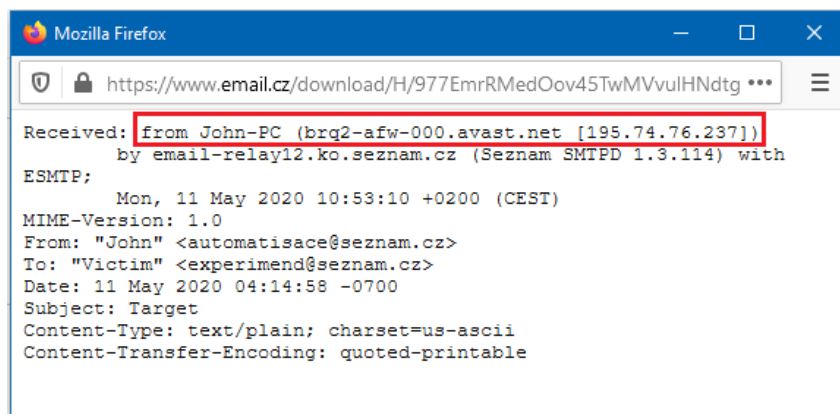 Mozilla Firefox
https://www.email.cz/download/H/977EmrRMedOov45TwMVvulHNdtg •••
Received: from John-PC (brq2-afw-000.avast.net [195.74.76.237])
by email-relay12.ko.seznam.cz (Seznam SMTPD 1.3.114) with
ESMTP;
Mon, 11 May 2020 10:53:10 +0200 (CEST)
MIME-Version: 1.0
From: "John" <automatisace@seznam.cz>
To: "Victim" <experimend@seznam.cz>
Date: 11 May 2020 04:14:58 -0700
Subject: Target
Content-Type: text/plain; charset=us-ascii
Content-Transfer-Encoding: quoted-printable